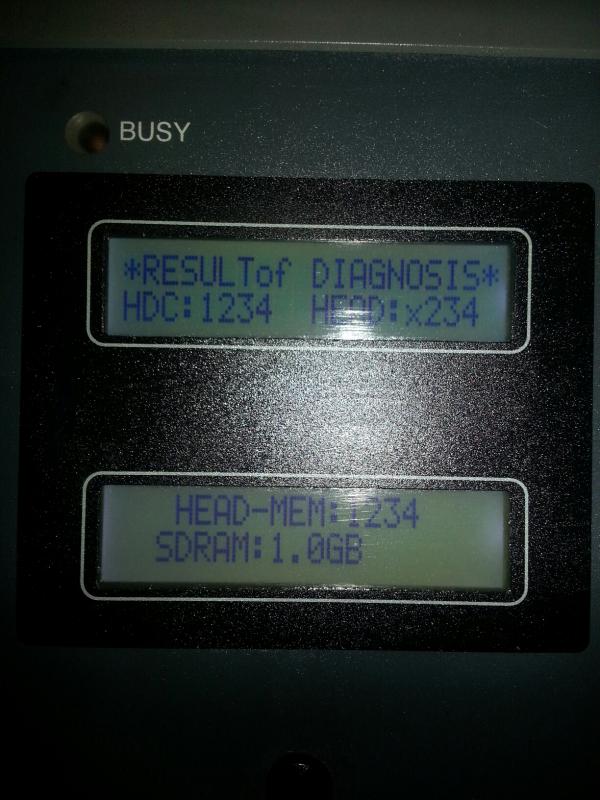 BUSY
*RESULTof DIAGNOSIS*
HDC:1234 HEAD:x234
HEAD-MEM:1234
SDRAM:1.0GB